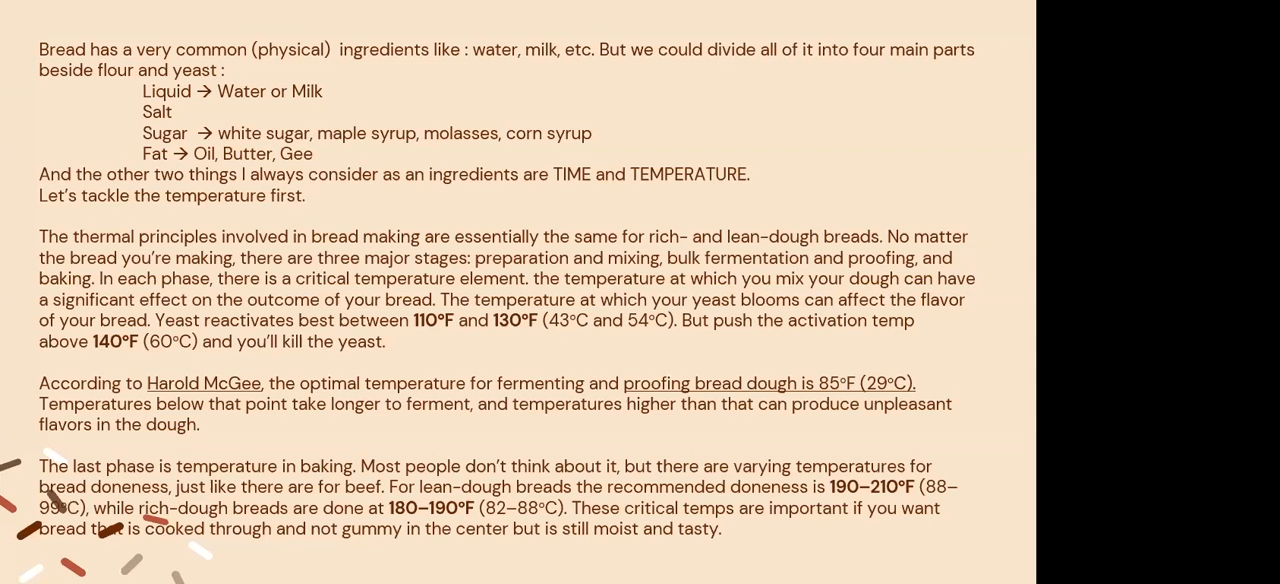 Bread has a very common (physical)  ingredients like : water, milk, etc. But we could divide all of it into four main parts
beside flour and yeast :
Liquid → Water or Milk
Salt
Sugar  → white sugar, maple syrup, molasses, corn syrup
Fat → Oil, Butter, Gee
And the other two things I always consider as an ingredients are TIME and TEMPERATURE.
Let's tackle the temperature first.
The thermal principles involved in bread making are essentially the same for rich- and lean-dough breads. No matter
the bread you're making, there are three major stages: preparation and mixing, bulk fermentation and proofing, and
baking. In each phase, there is a critical temperature element. the temperature at which you mix your dough can have
a significant effect on the outcome of your bread. The temperature at which your yeast blooms can affect the flavor
of your bread. Yeast reactivates best between 110°F and 130°F (43°C and 54°C). But push the activation temp
above 140°F (60°C) and you'll kill the yeast.
According to Harold McGee, the optimal temperature for fermenting and proofing bread dough is 85°F (29°C).
Temperatures below that point take longer to ferment, and temperatures higher than that can produce unpleasant
flavors in the dough.
The last phase is temperature in baking. Most people don't think about it, but there are varying temperatures for
bread doneness, just like there are for beef. For lean-dough breads the recommended doneness is 190–210°F (88–
99°C), while rich-dough breads are done at 180–190°F (82–88°C). These critical temps are important if you want
bread that is cooked through and not gummy in the center but is still moist and tasty.